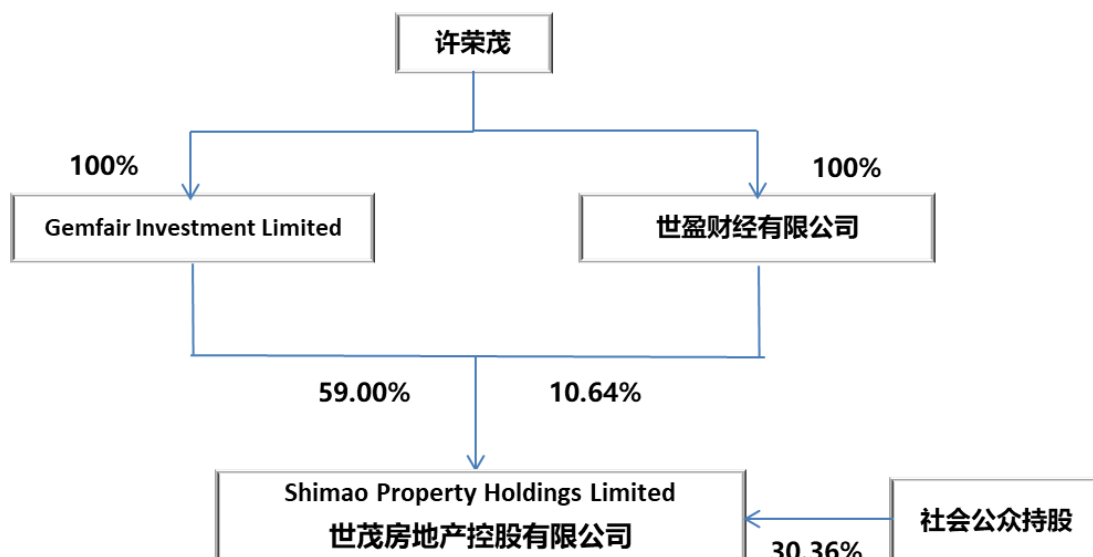 许荣茂
100%
100%
Gemfair Investment Limited
世盈财经有限公司
59.00%
10.64%
Shimao Property Holdings Limited
世茂房地产控股有限公司
社会公众持股
30.36%